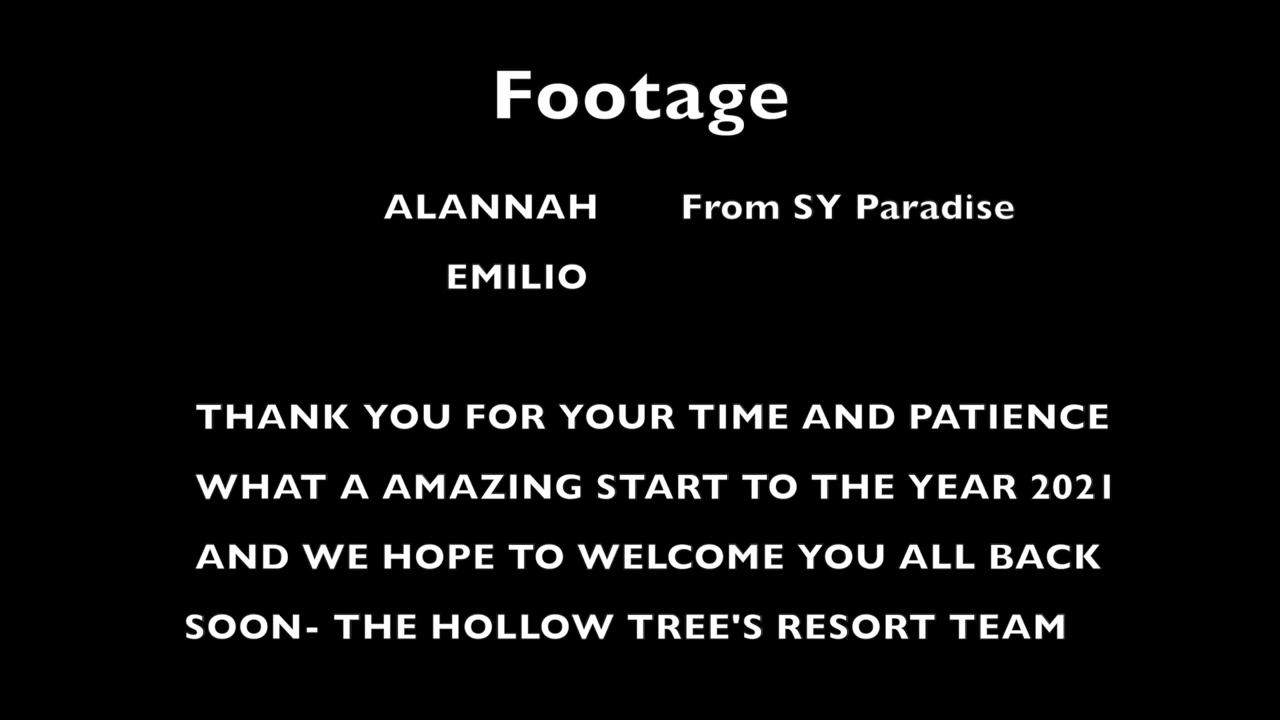 Footage
ALANNAH From SY Paradise
EMILIO
THANK YOU FOR YOUR TIME AND PATIENCE
WHAT A AMAZING START TO THE YEAR 2021
AND WE HOPE TO WELCOME YOU ALL BACK
SOON- THE HOLLOW TREE'S RESORT TEAM